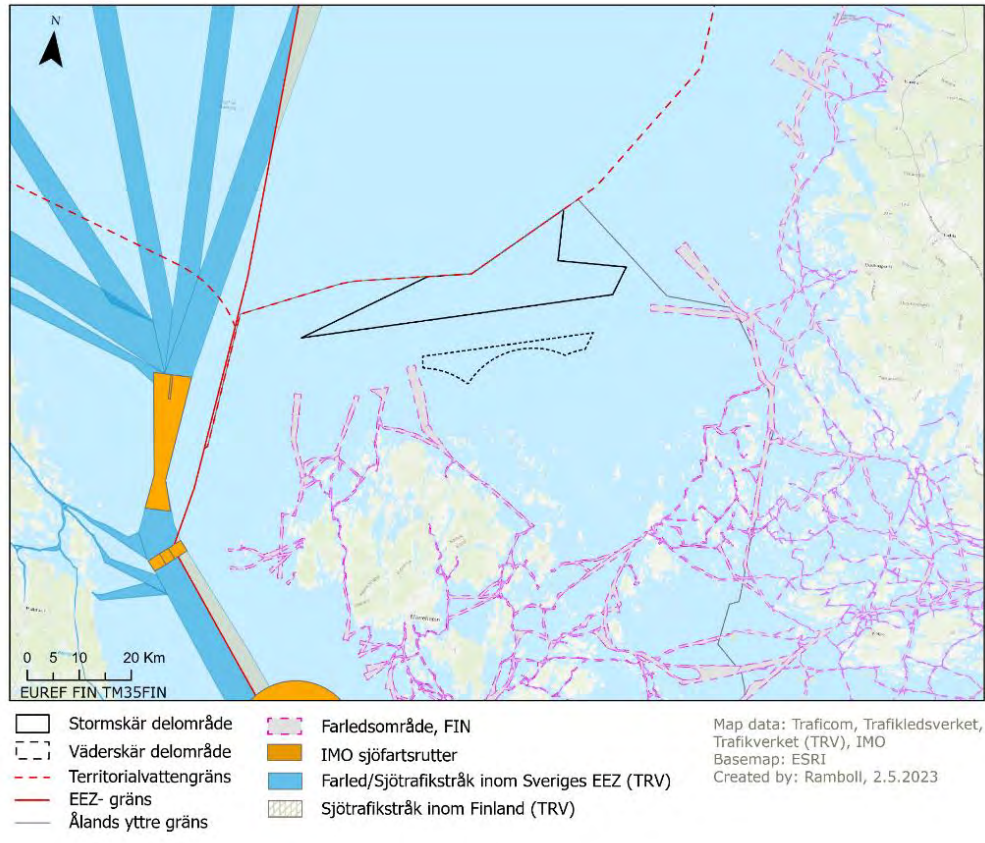 N
0 5 10 20 Km
EUREF FIN TM35FIN
Stormskär delområde
Väderskär delområde
Territorialvattengräns
EEZ- gräns
Ålands yttre gräns
Farledsområde, FIN
IMO sjöfartsrutter
Farled/Sjötrafikstråk inom Sveriges EEZ (TRV)
Sjötrafikstråk inom Finland (TRV)
Map data: Traficom, Trafikledsverket,
Trafikverket (TRV), IMO
Basemap: ESRI
Created by: Ramboll, 2.5.2023